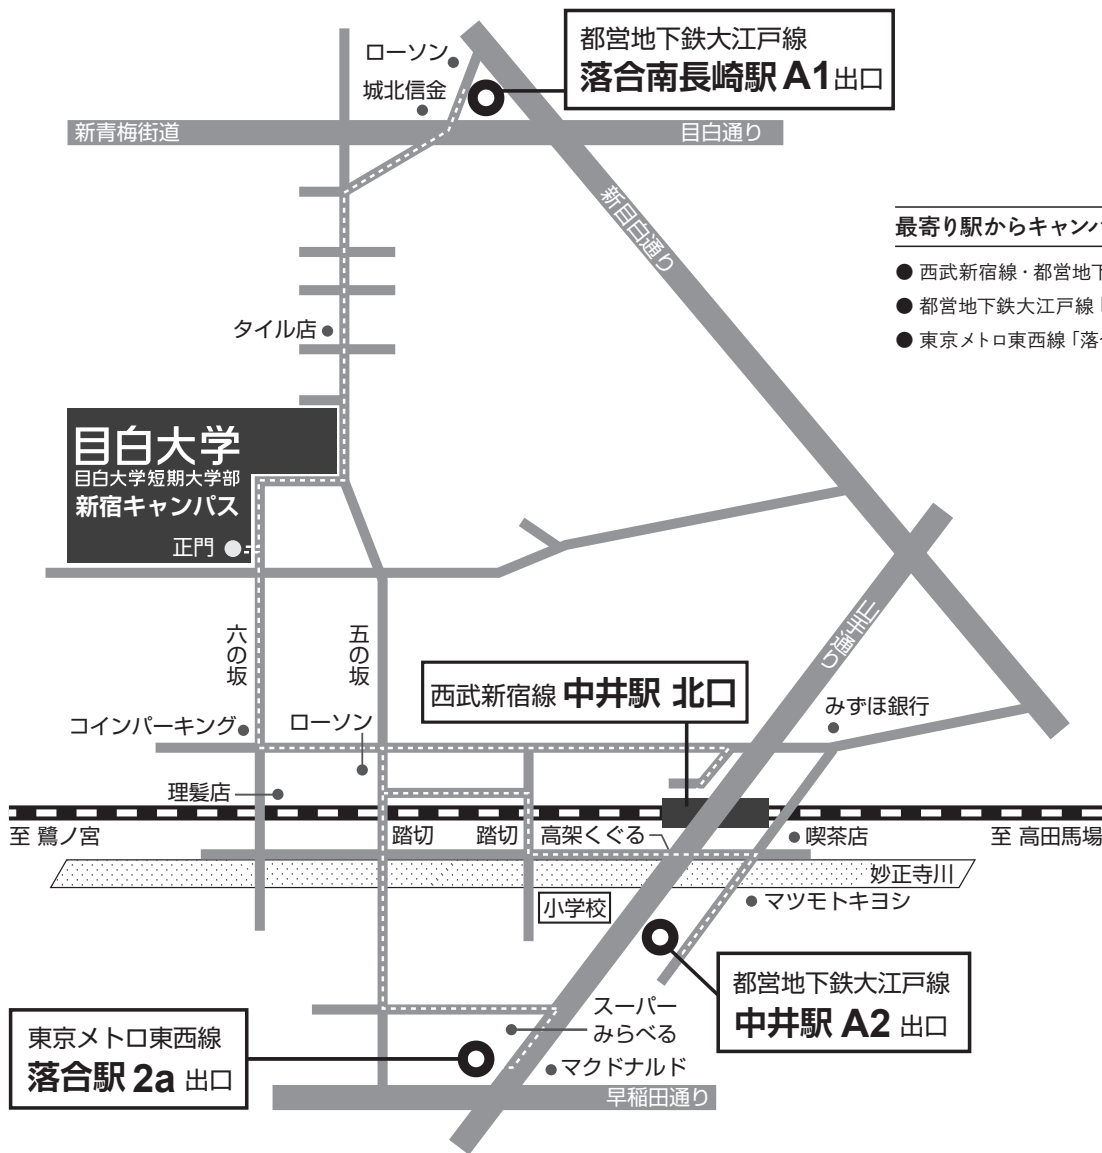 都営地下鉄大江戸線
落合南長崎駅 A1 出口
ローソン
城北信金
新青梅街道
目白通り
新目白通り
最寄り駅からキャンパ
● 西武新宿線・都営地下
● 都営地下鉄大江戸線「
● 東京メトロ東西線「落合
タイル店
目白大学
目白大学短期大学部
新宿キャンパス
正門
六の坂
五の坂
山手通り
西武新宿線 中井駅 北口
みずほ銀行
コインパーキング
ローソン
理髪店
至 鷺ノ宮
踏切
踏切
高架くぐる
喫茶店
至 高田馬場
妙正寺川
小学校
マツモトキヨシ
都営地下鉄大江戸線
中井駅 A2 出口
スーパー
みらべる
東京メトロ東西線
落合駅 2a 出口
マクドナルド
早稲田通り